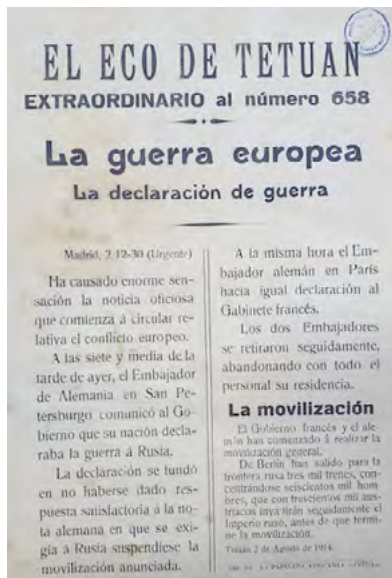 EL ECO DE TETUAN
EXTRAORDINARIO al número 658
La guerra europea
La declaración de guerra
Madrid, 2 12-30 (Urgente)
Ha causado enorme sen-
sación la noticia oficiosa
que comienza á circular re-
lativa el conflicto europeo.
A las siete y media de la
tarde de ayer, el Embajador
de Alemania en San Pe-
tersburgo comunicó al Go-
bierno que su nación decla-
raba la guerra á Rusia.
La declaración se fundó
en no haberse dado res-
puesta satisfactoria á la no-
ta alemana en que se exi-
gía á Rusia suspendiese la
movilización anunciada.
A la misma hora el Em-
bajador alemán en París
hacia igual declaración al
Gabinete francés.
Los dos Embajadores
se retiraron seguidamente,
abandonando con todo el
personal su residencia.
La movilización
El Gobierno francés y el ale-
mán han comenzado á realizar la
movilización general.
De Berlín han salido para la
frontera rusa tres mil trenes, con-
centrándose seiscientos mil hom-
bres, que con trescientos mil aus-
triacos invadirán seguidamente el
Imperio ruso, antes de que termi-
ne la movilización.
Tetuán 2 de Agosto de 1914.